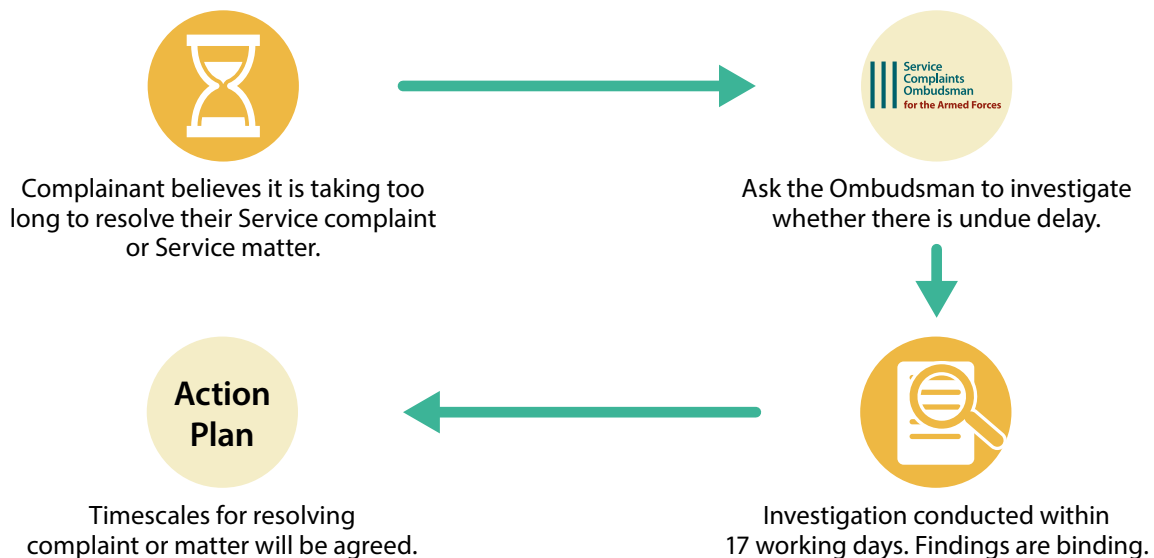 Service
Complaints
Ombudsman
for the Armed Forces
Complainant believes it is taking too
long to resolve their Service complaint
or Service matter.
Ask the Ombudsman to investigate
whether there is undue delay.
Investigation conducted within
17 working days. Findings are binding.
Action
Plan
Timescales for resolving
complaint or matter will be agreed.